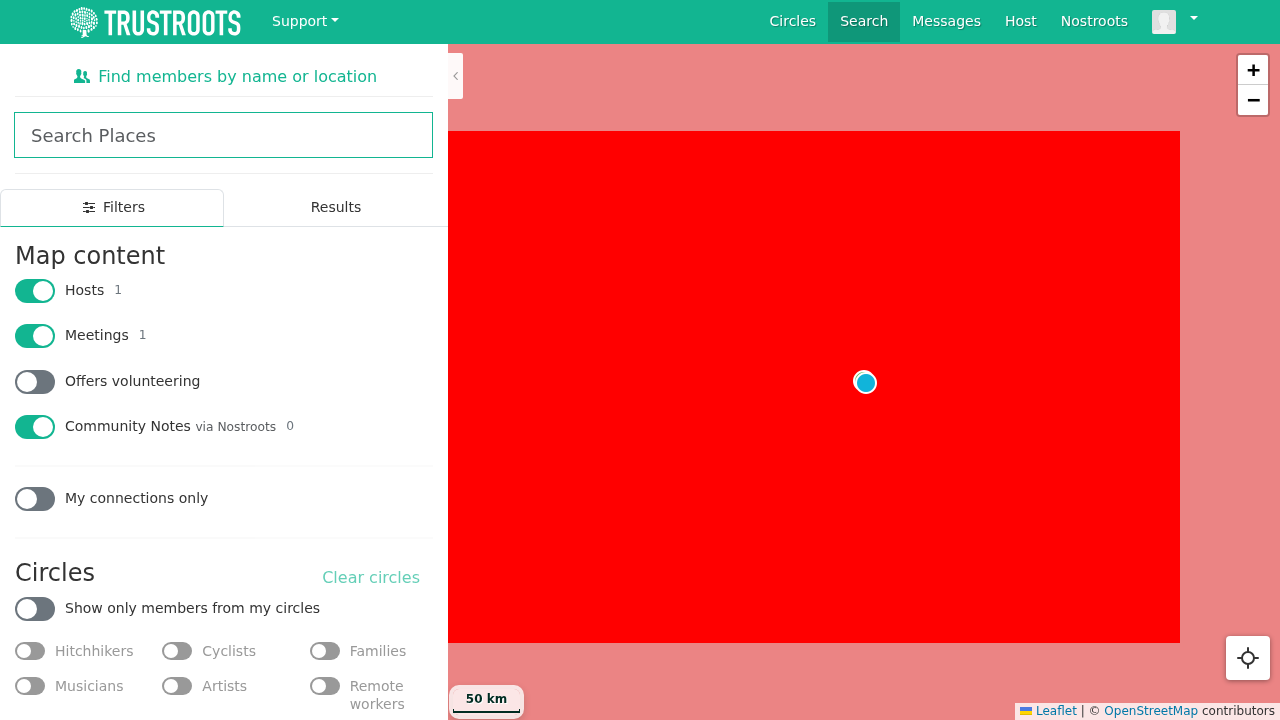 TRUSTROOTS
Support
Circles
Search
Messages
Host
Nostroots
Find members by name or location
Search Places
Filters
Results
Map content
Hosts 1
Meetings 1
Offers volunteering
Community Notes via Nostroots 0
My connections only
Circles
Clear circles
Show only members from my circles
Hitchhikers
Cyclists
Families
Musicians
Artists
Remote
workers
+
−
50 km
Leaflet | © OpenStreetMap contributors